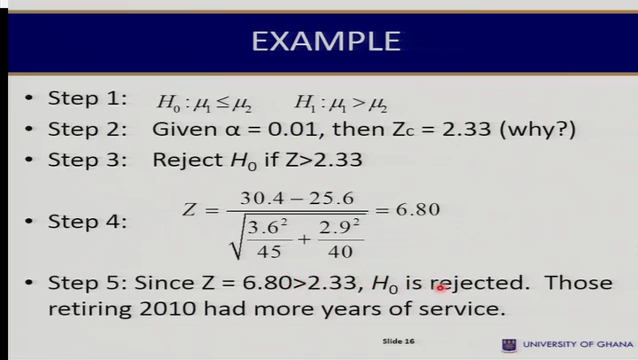 EXAMPLE
• Step 1: H₀ : μ₁ ≤ μ₂ H₁ : μ₁ > μ₂
• Step 2: Given α = 0.01, then Zc = 2.33 (why?)
• Step 3: Reject H₀ if Z>2.33
• Step 4: Z = (30.4 − 25.6) / √(3.6²/45 + 2.9²/40) = 6.80
• Step 5: Since Z = 6.80>2.33, H₀ is rejected. Those
retiring 2010 had more years of service.
Slide 16
UNIVERSITY OF GHANA